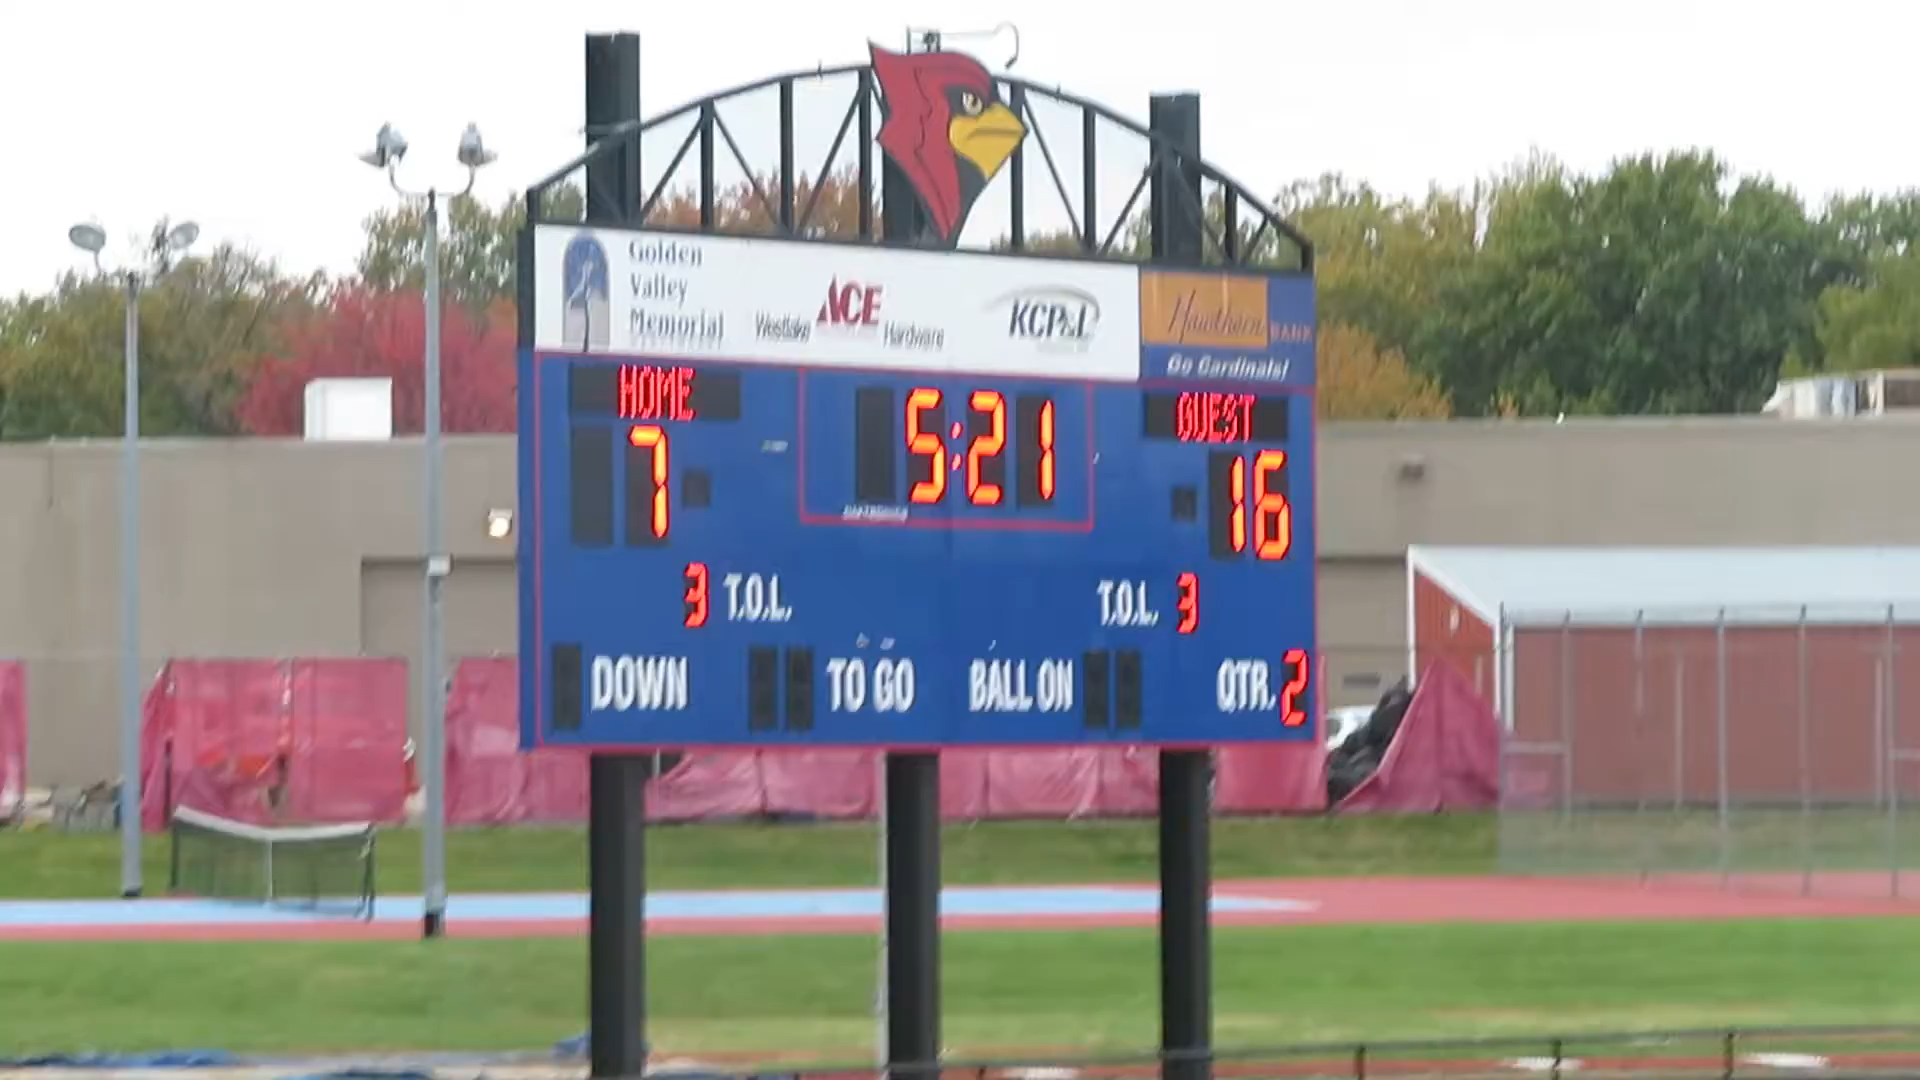 Golden
Valley
Memorial
Westlake ACE Hardware
KCP&L
Hawthorn BANK
Go Cardinals!
HOME
5:21
GUEST
7
16
3 T.O.L.
T.O.L. 3
DOWN
TO GO
BALL ON
QTR. 2